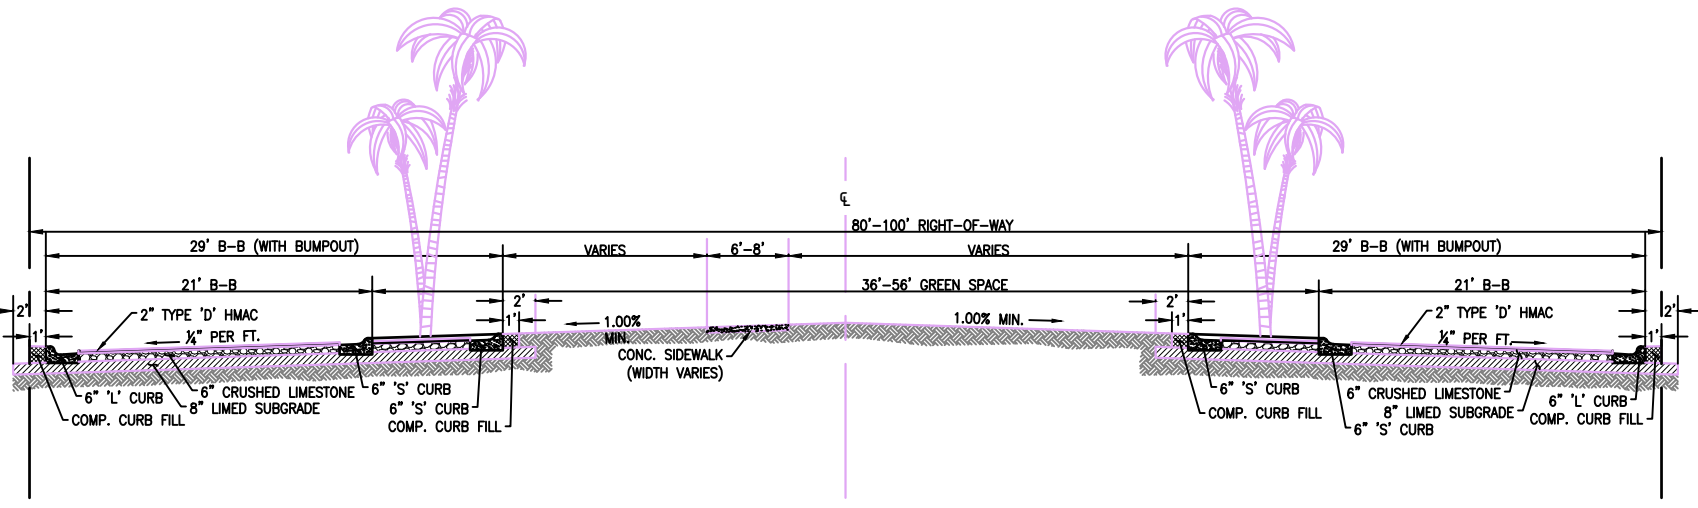 ℄
80'-100' RIGHT-OF-WAY
29' B-B (WITH BUMPOUT)
VARIES
6'-8'
VARIES
29' B-B (WITH BUMPOUT)
21' B-B
36'-56' GREEN SPACE
21' B-B
2'
2'
2'
2'
1'
1'
1'
1'
2" TYPE 'D' HMAC
¼" PER FT.
1.00%
MIN.
1.00% MIN.
2" TYPE 'D' HMAC
¼" PER FT.
CONC. SIDEWALK
(WIDTH VARIES)
6" 'L' CURB
COMP. CURB FILL
6" CRUSHED LIMESTONE
8" LIMED SUBGRADE
6" 'S' CURB
6" 'S' CURB
COMP. CURB FILL
6" 'S' CURB
COMP. CURB FILL
6" CRUSHED LIMESTONE
8" LIMED SUBGRADE
6" 'S' CURB
6" 'L' CURB
COMP. CURB FILL